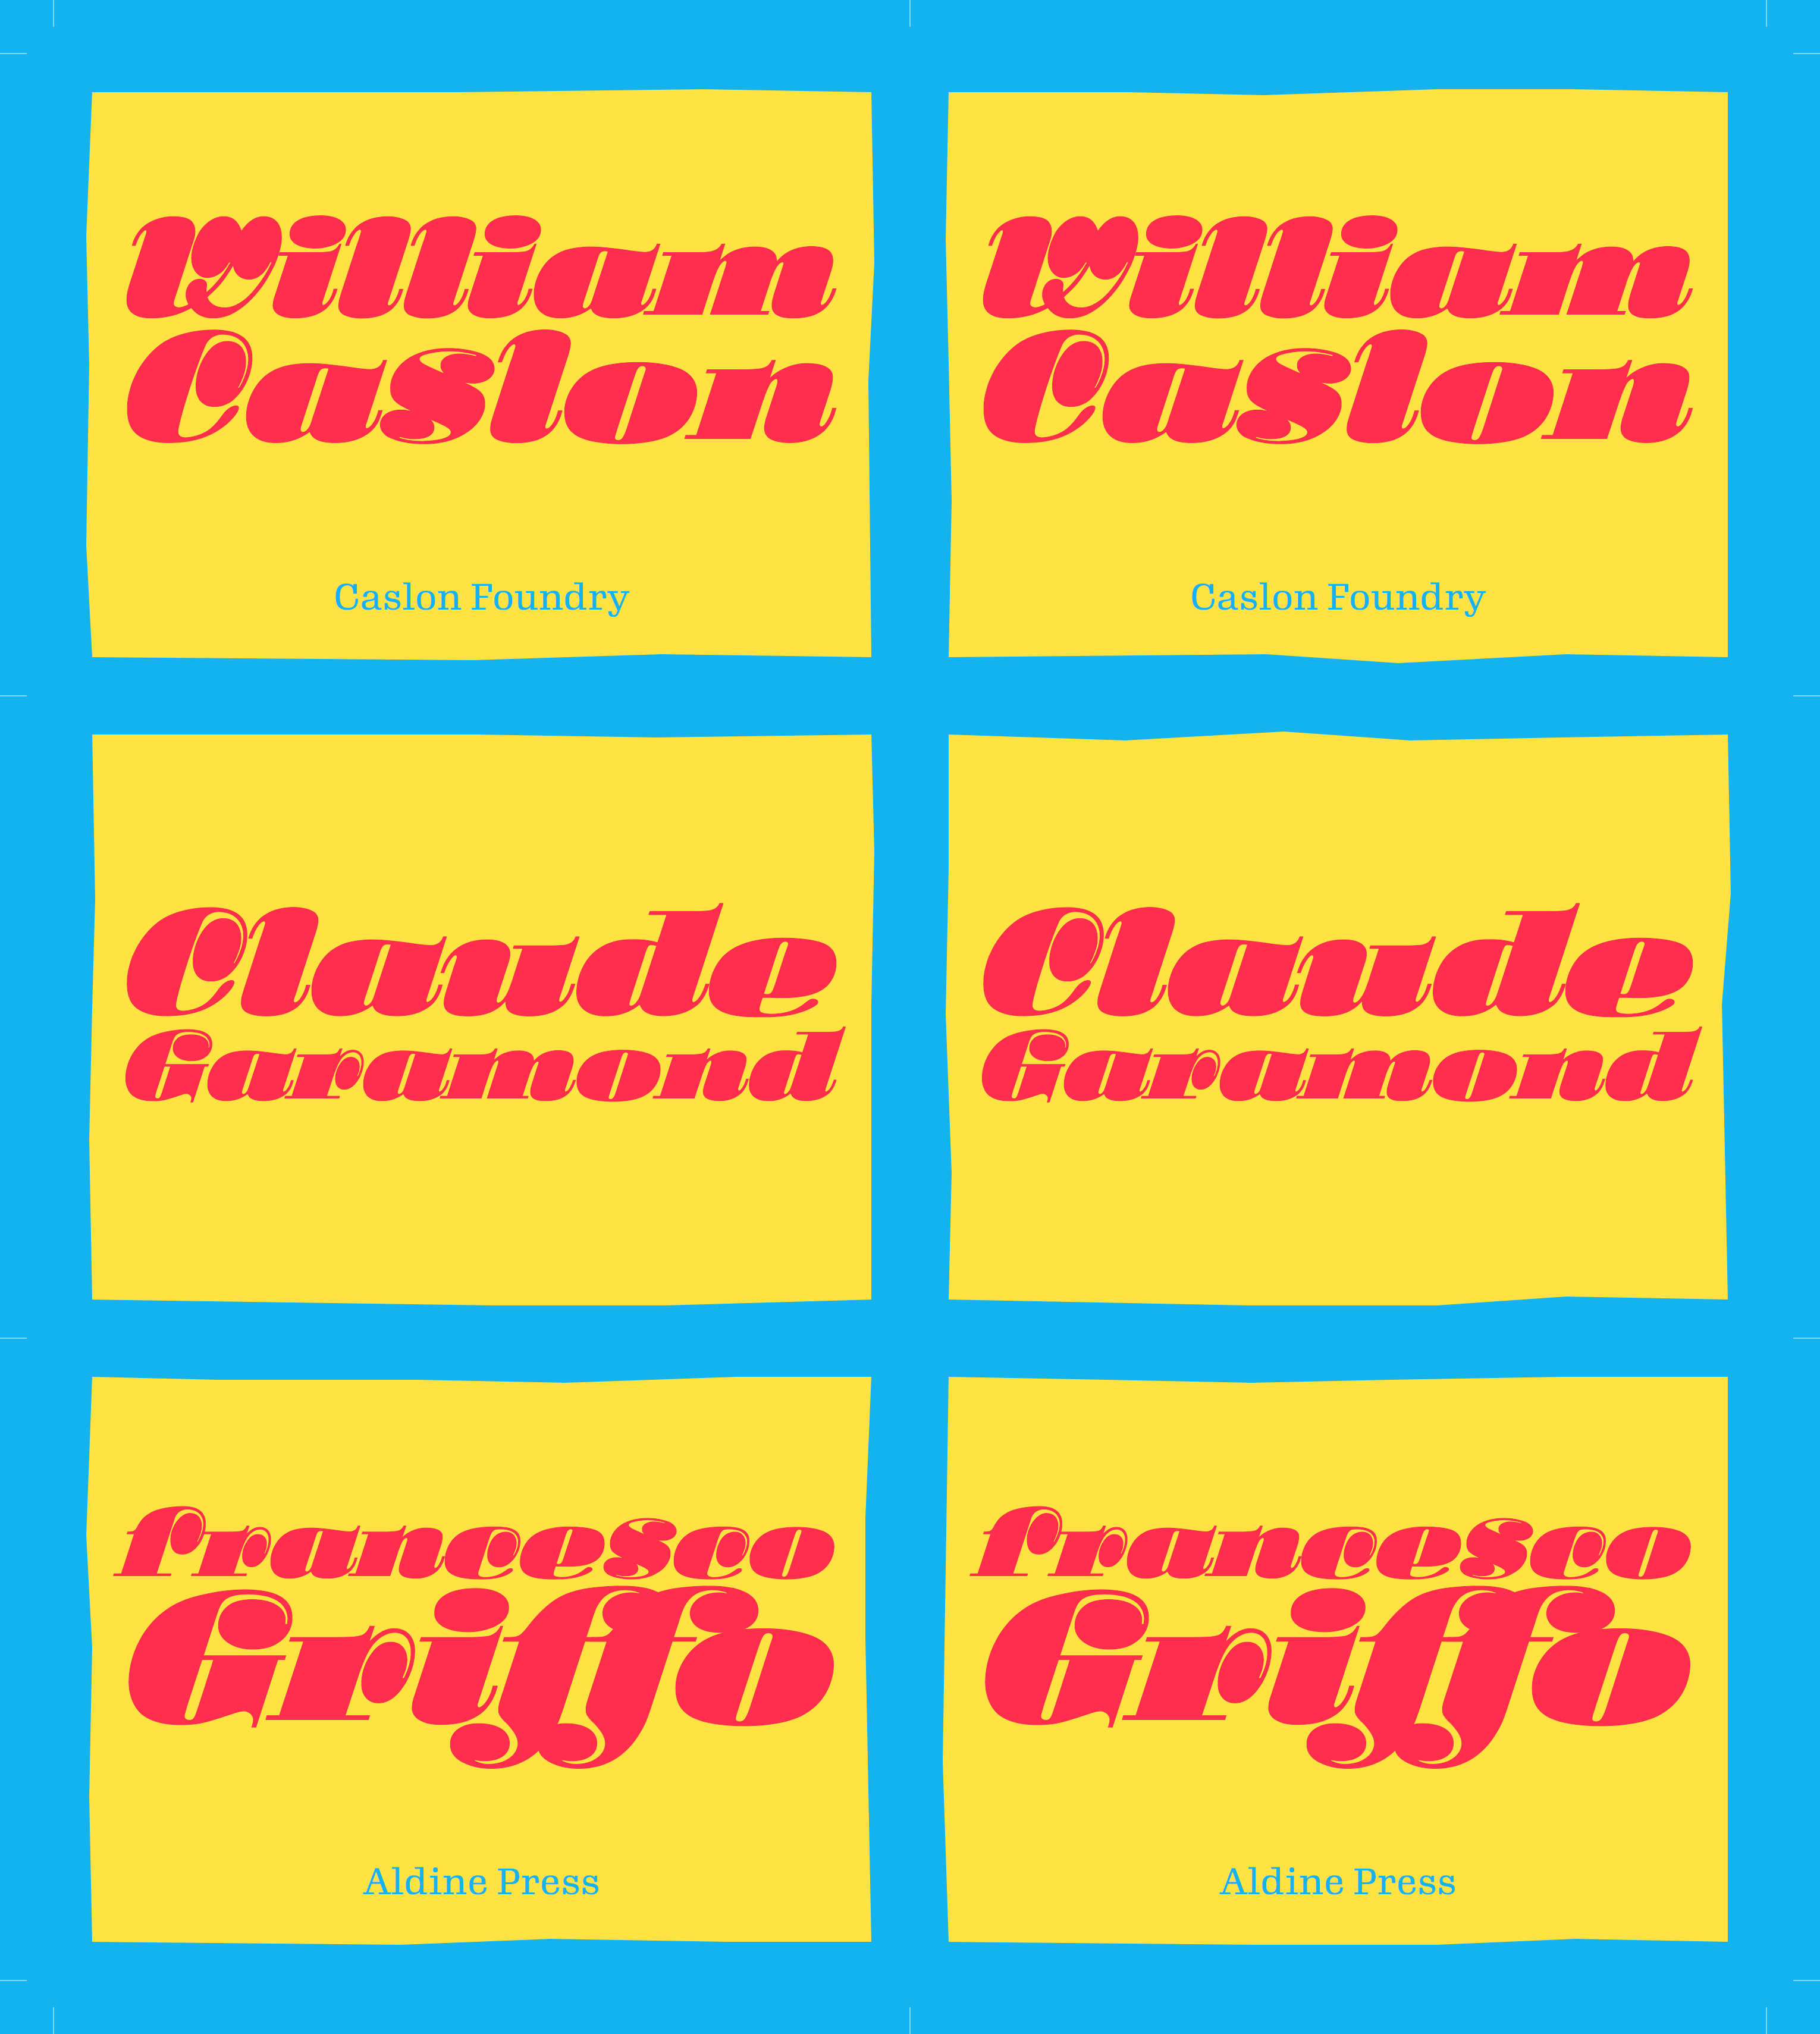 William
Caslon
Caslon Foundry
William
Caslon
Caslon Foundry
Claude
Garamond
Claude
Garamond
Francesco
Griffo
Aldine Press
Francesco
Griffo
Aldine Press